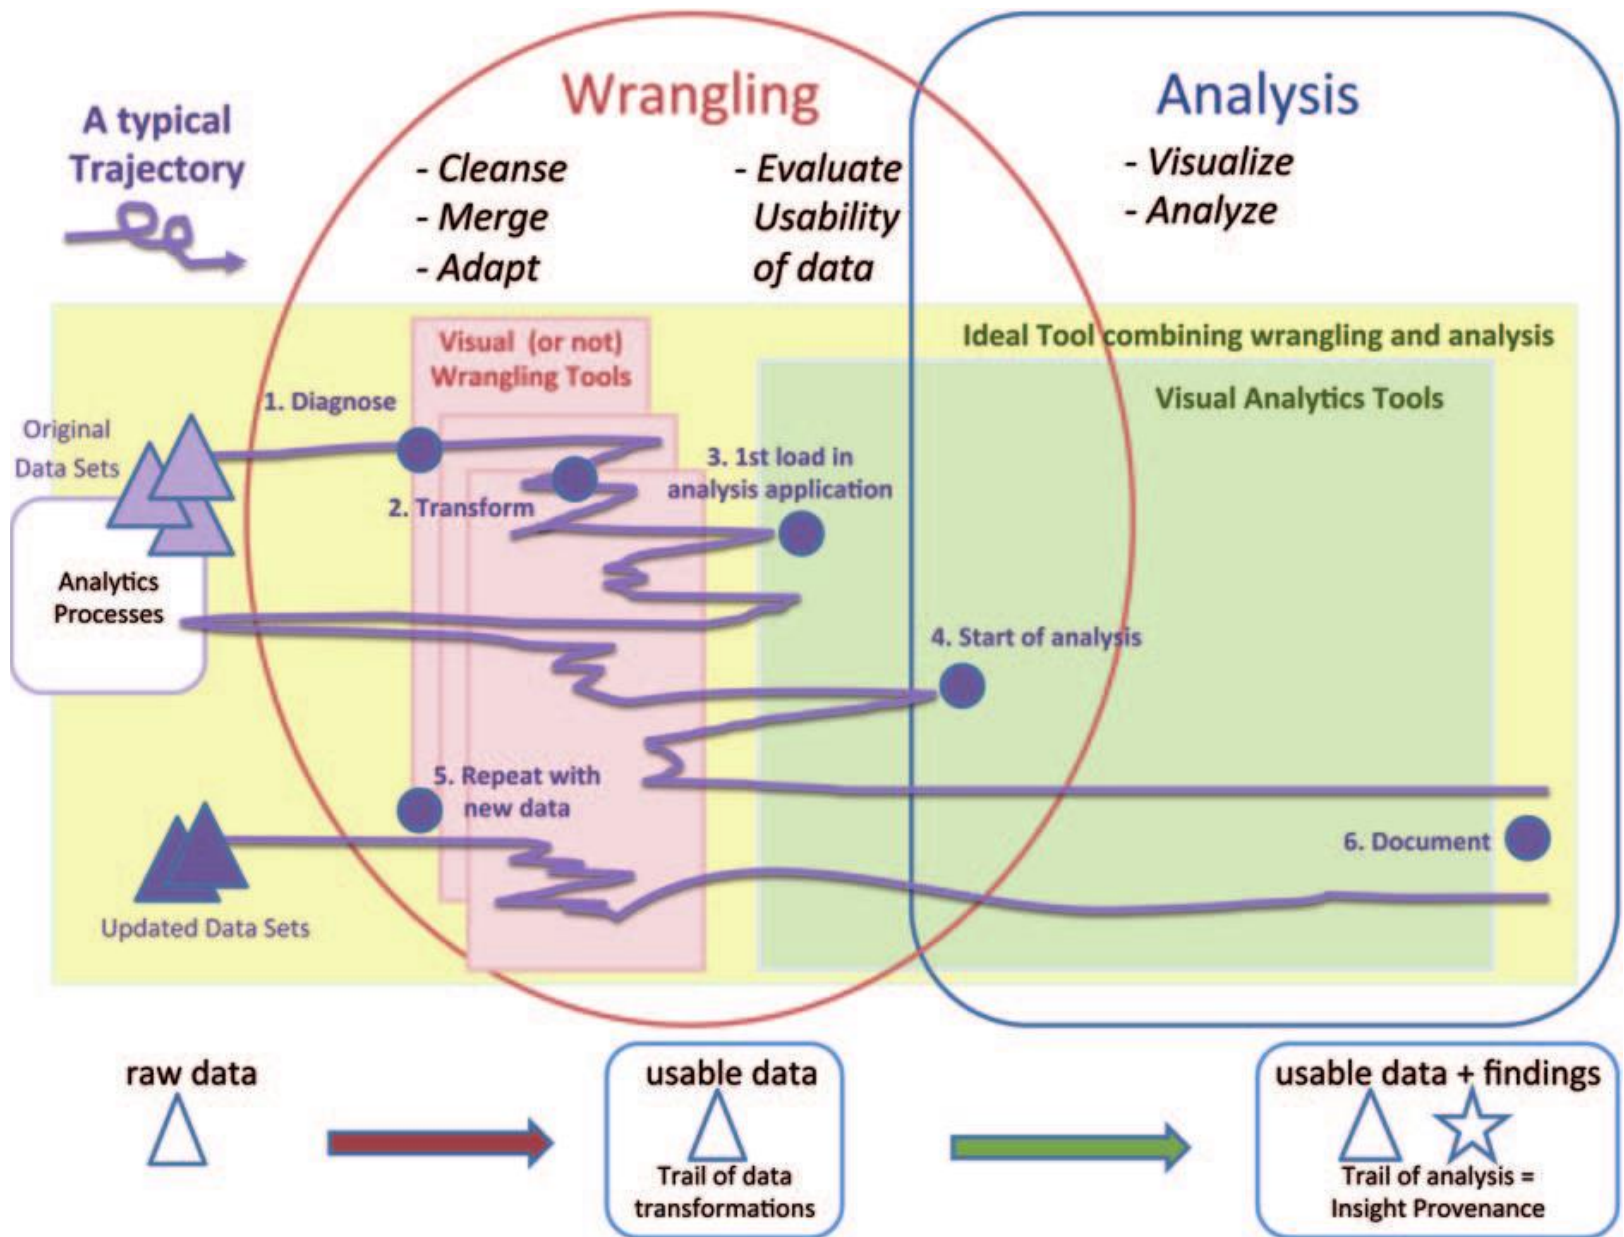 Wrangling
Analysis
A typical
Trajectory
- Cleanse
- Merge
- Adapt
- Evaluate
Usability
of data
- Visualize
- Analyze
Visual (or not)
Wrangling Tools
Ideal Tool combining wrangling and analysis
Visual Analytics Tools
1. Diagnose
Original
Data Sets
2. Transform
3. 1st load in
analysis application
Analytics
Processes
4. Start of analysis
5. Repeat with
new data
6. Document
Updated Data Sets
raw data
usable data
Trail of data
transformations
usable data + findings
Trail of analysis =
Insight Provenance